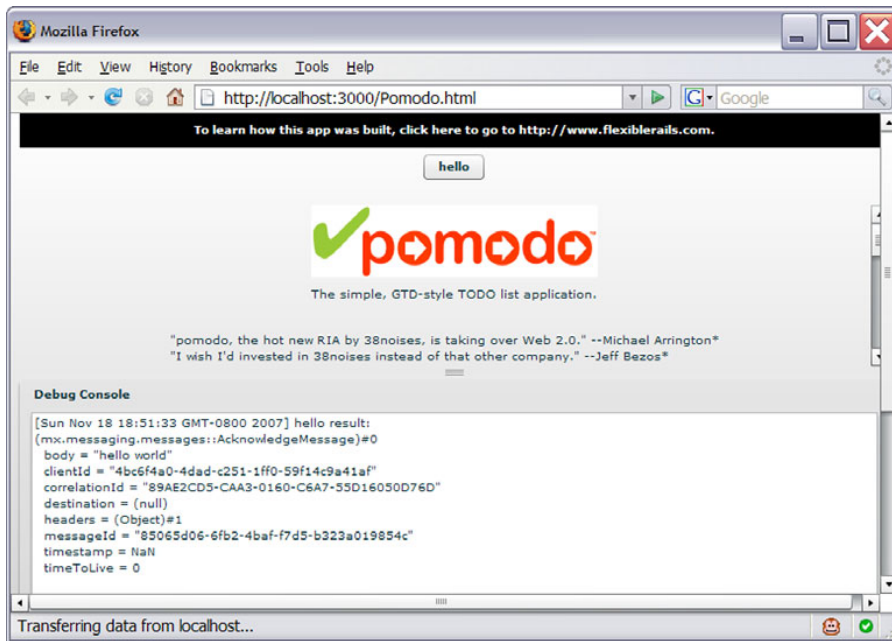 Mozilla Firefox
File Edit View History Bookmarks Tools Help
http://localhost:3000/Pomodo.html G Google
To learn how this app was built, click here to go to http://www.flexiblerails.com.
hello
pomodo™
The simple, GTD-style TODO list application.
"pomodo, the hot new RIA by 38noises, is taking over Web 2.0." --Michael Arrington*
"I wish I'd invested in 38noises instead of that other company." --Jeff Bezos*
Debug Console
[Sun Nov 18 18:51:33 GMT-0800 2007] hello result:
(mx.messaging.messages::AcknowledgeMessage)#0
body = "hello world"
clientId = "4bc6f4a0-4dad-c251-1ff0-59f14c9a41af"
correlationId = "89AE2CD5-CAA3-0160-C6A7-55D16050D76D"
destination = (null)
headers = (Object)#1
messageId = "85065d06-6fb2-4baf-f7d5-b323a019854c"
timestamp = NaN
timeToLive = 0
Transferring data from localhost...